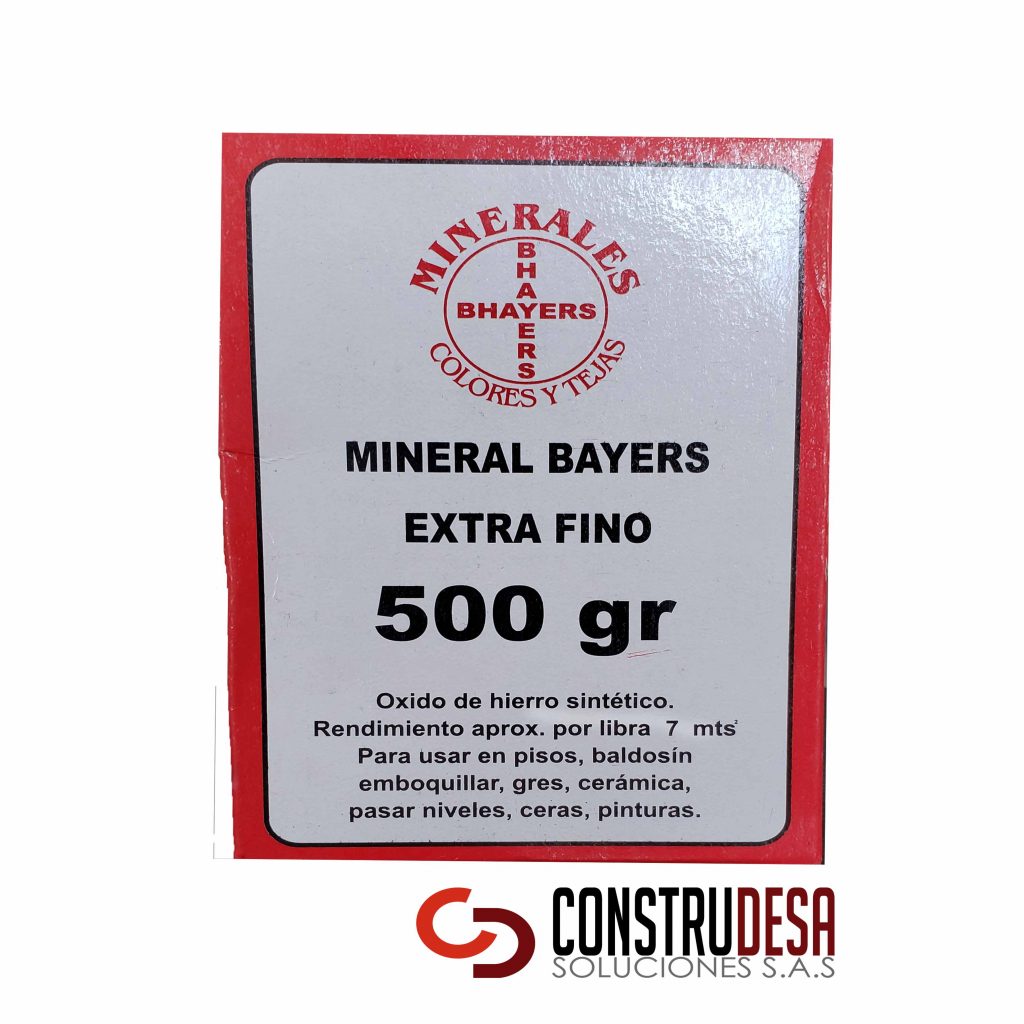 MINERALES
BHAYERS
BHAYERS
COLORES Y TEJAS
MINERAL BAYERS
EXTRA FINO
500 gr
Oxido de hierro sintético.
Rendimiento aprox. por libra 7 mts²
Para usar en pisos, baldosín
emboquillar, gres, cerámica,
pasar niveles, ceras, pinturas.
CONSTRUDESA
SOLUCIONES S.A.S